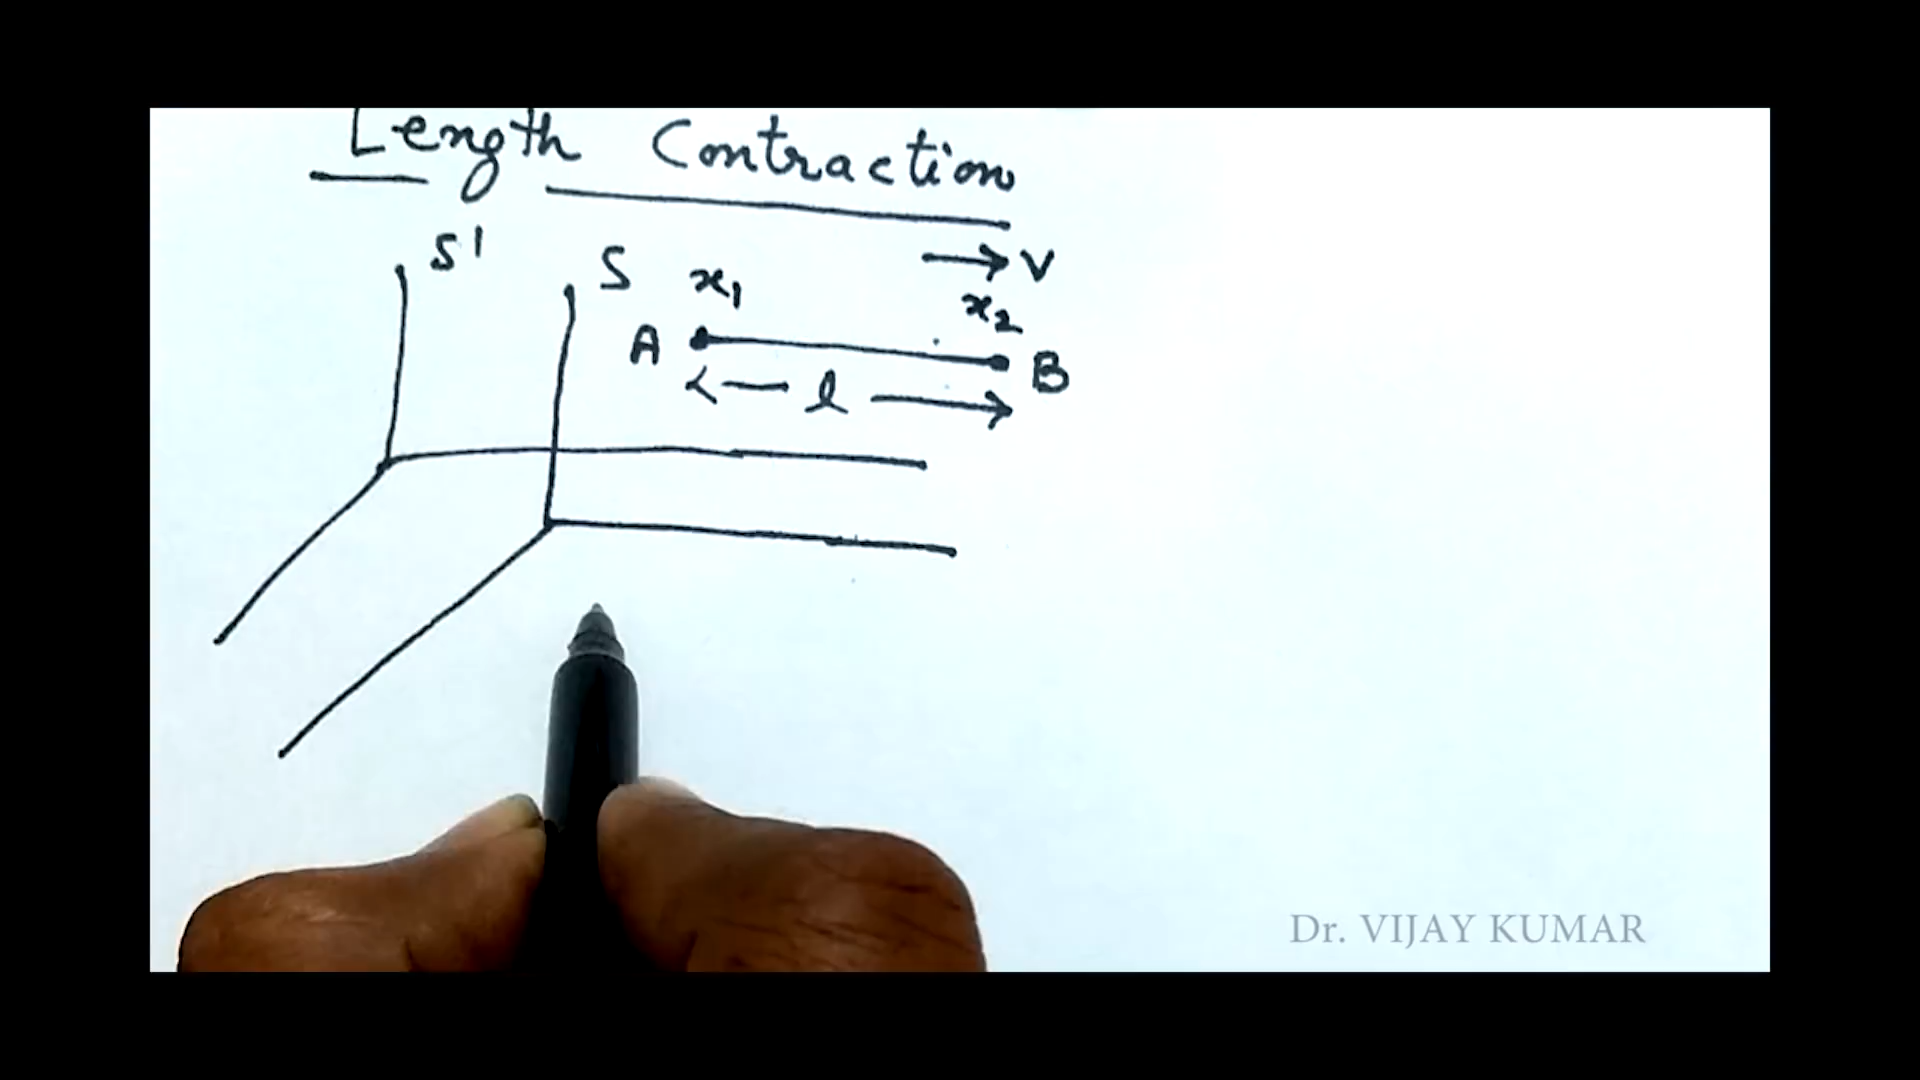 Length Contraction
S'
S
x₁
→ V
x₂
A
B
l
Dr. VIJAY KUMAR